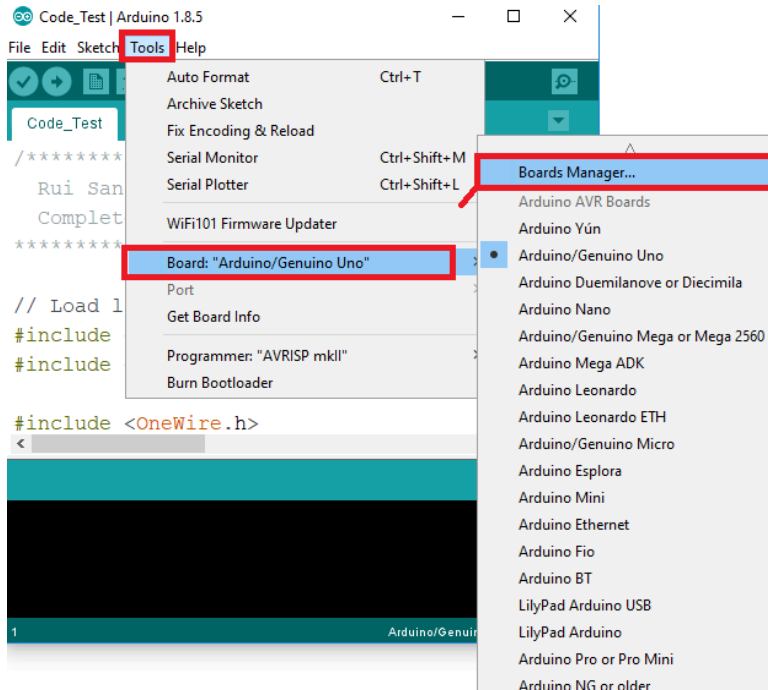 Code_Test | Arduino 1.8.5
File Edit Sketch Tools Help
Auto Format Ctrl+T
Archive Sketch
Fix Encoding & Reload
Serial Monitor Ctrl+Shift+M
Serial Plotter Ctrl+Shift+L
WiFi101 Firmware Updater
Board: "Arduino/Genuino Uno"
Port
Get Board Info
Programmer: "AVRISP mkII"
Burn Bootloader
Code_Test
/********
Rui San
Complet
*********
// Load l
#include
#include
#include <OneWire.h>
1 Arduino/Genuin
Boards Manager...
Arduino AVR Boards
Arduino Yún
Arduino/Genuino Uno
Arduino Duemilanove or Diecimila
Arduino Nano
Arduino/Genuino Mega or Mega 2560
Arduino Mega ADK
Arduino Leonardo
Arduino Leonardo ETH
Arduino/Genuino Micro
Arduino Esplora
Arduino Mini
Arduino Ethernet
Arduino Fio
Arduino BT
LilyPad Arduino USB
LilyPad Arduino
Arduino Pro or Pro Mini
Arduino NG or older